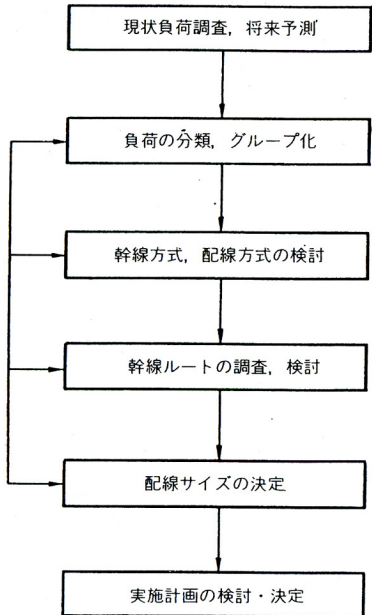 現状負荷調査, 将来予測
負荷の分類, グループ化
幹線方式, 配線方式の検討
幹線ルートの調査, 検討
配線サイズの決定
実施計画の検討・決定